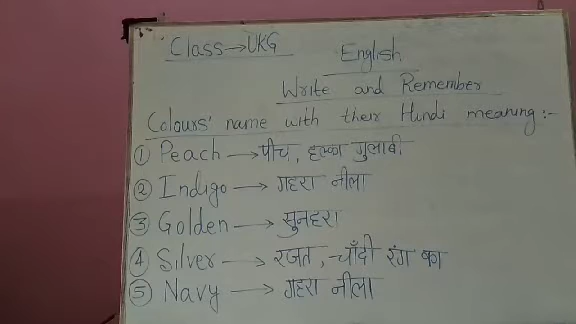 Class→UKG
English
Write and Remember
Colours' name with their Hindi meaning:-
① Peach → पीच, हल्का गुलाबी
② Indigo → गहरा नीला
③ Golden → सुनहरा
④ Silver → रजत, चाँदी रंग का
⑤ Navy → गहरा नीला